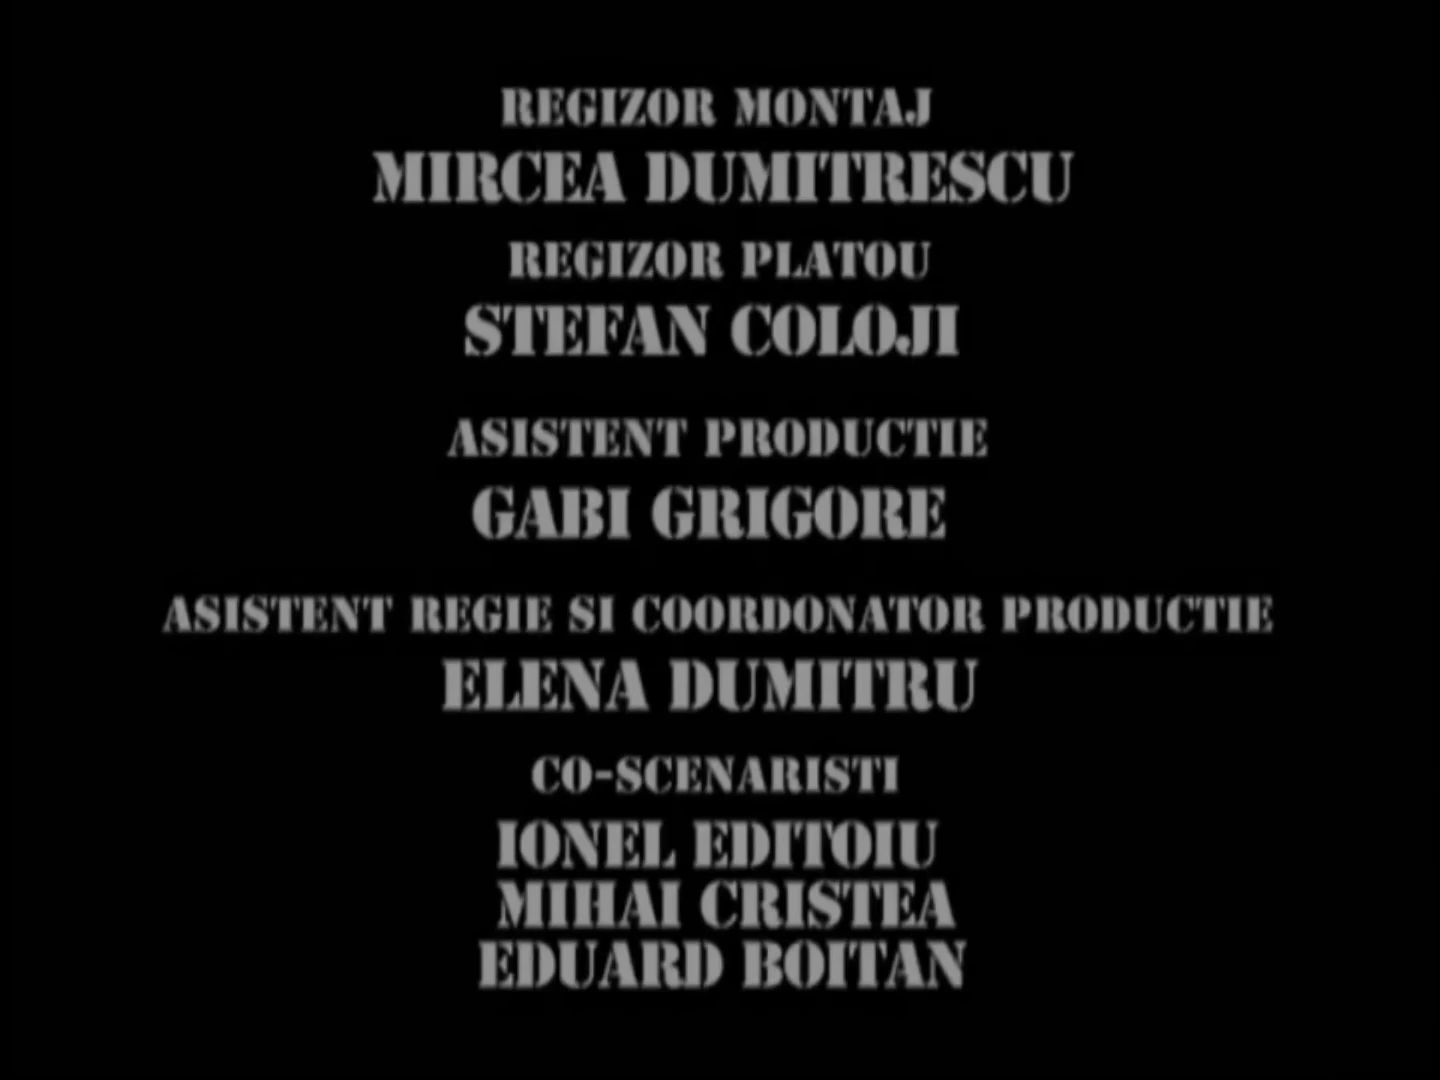 REGIZOR MONTAJ
MIRCEA DUMITRESCU
REGIZOR PLATOU
STEFAN COLOJI
ASISTENT PRODUCTIE
GABI GRIGORE
ASISTENT REGIE SI COORDONATOR PRODUCTIE
ELENA DUMITRU
CO-SCENARISTI
IONEL EDITOIU
MIHAI CRISTEA
EDUARD BOITAN